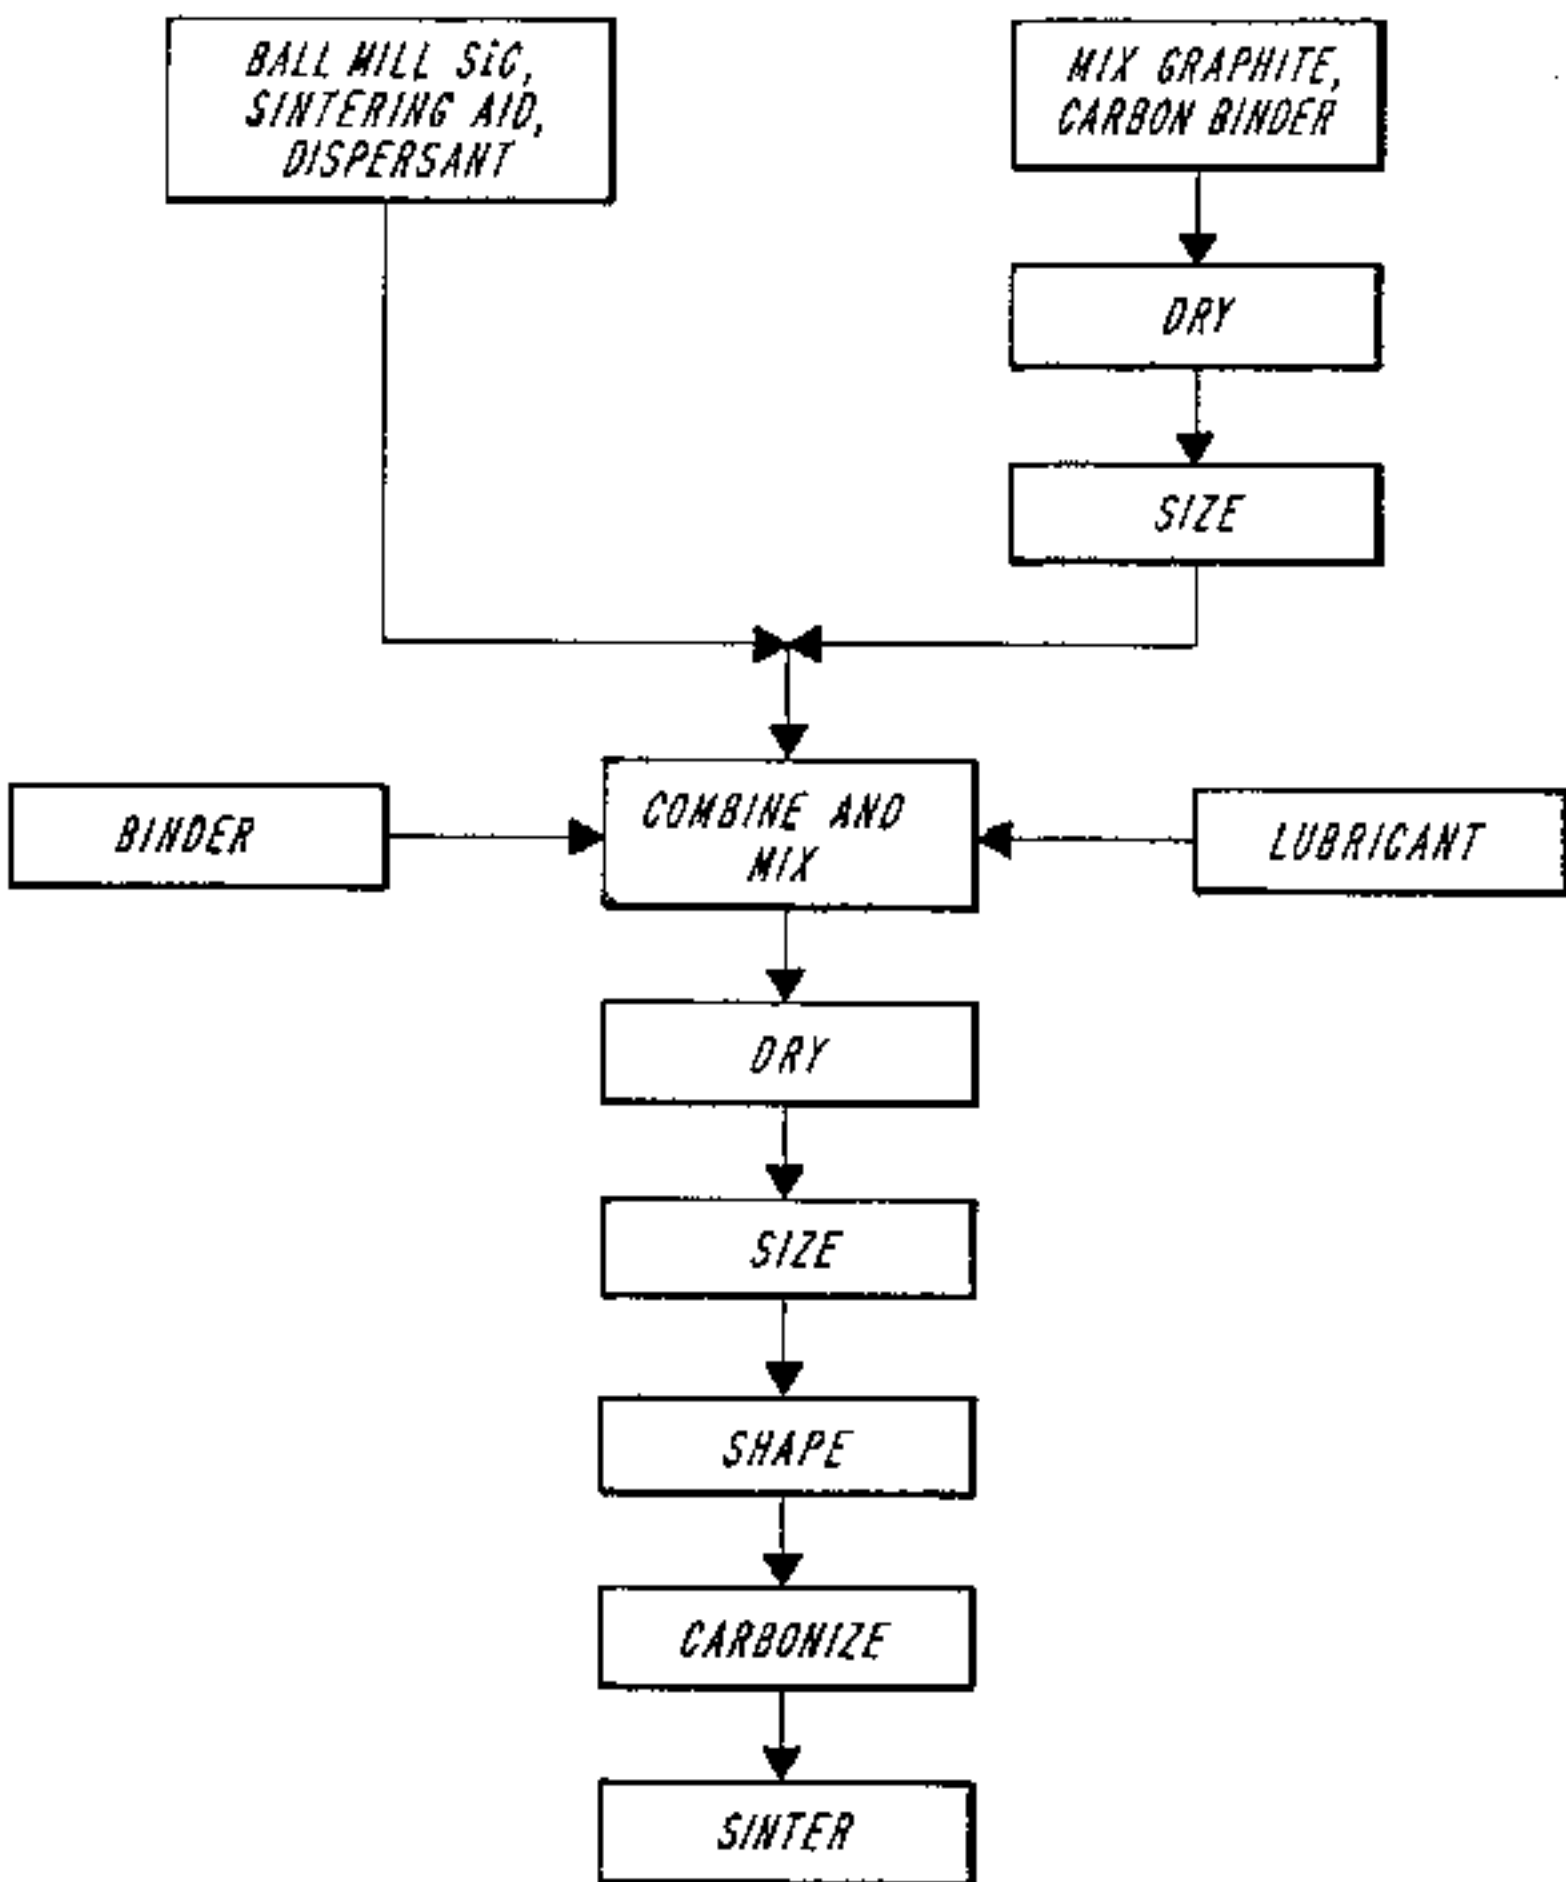 BALL MILL SiC,
SINTERING AID,
DISPERSANT
MIX GRAPHITE,
CARBON BINDER
DRY
SIZE
BINDER
COMBINE AND
MIX
LUBRICANT
DRY
SIZE
SHAPE
CARBONIZE
SINTER